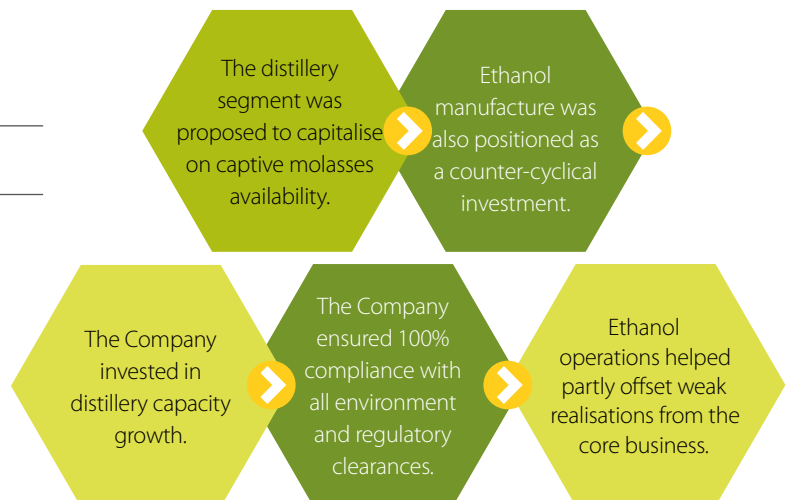 The distillery
segment was
proposed to capitalise
on captive molasses
availability.
Ethanol
manufacture was
also positioned as
a counter-cyclical
investment.
The Company
invested in
distillery capacity
growth.
The Company
ensured 100%
compliance with
all environment
and regulatory
clearances.
Ethanol
operations helped
partly offset weak
realisations from the
core business.